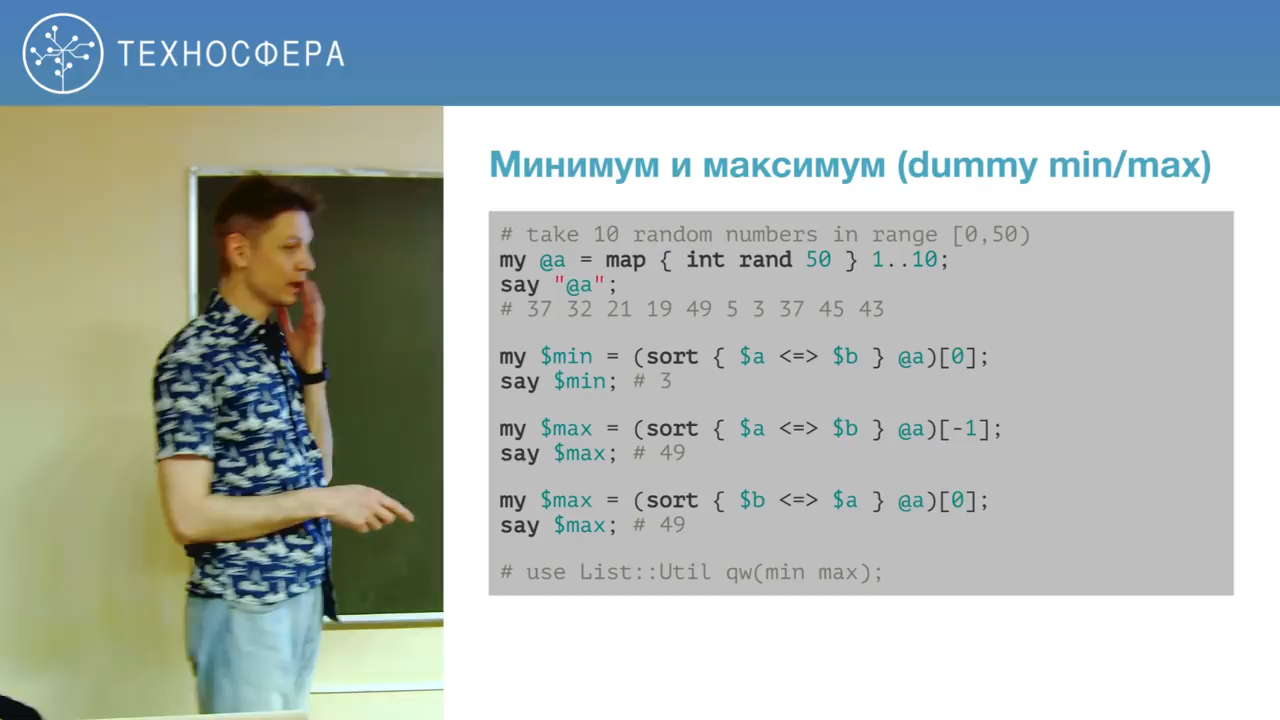 ТЕХНОСФЕРА
Минимум и максимум (dummy min/max)
# take 10 random numbers in range [0,50)
my @a = map { int rand 50 } 1..10;
say "@a";
# 37 32 21 19 49 5 3 37 45 43
my $min = (sort { $a <=> $b } @a)[0];
say $min; # 3
my $max = (sort { $a <=> $b } @a)[-1];
say $max; # 49
my $max = (sort { $b <=> $a } @a)[0];
say $max; # 49
# use List::Util qw(min max);